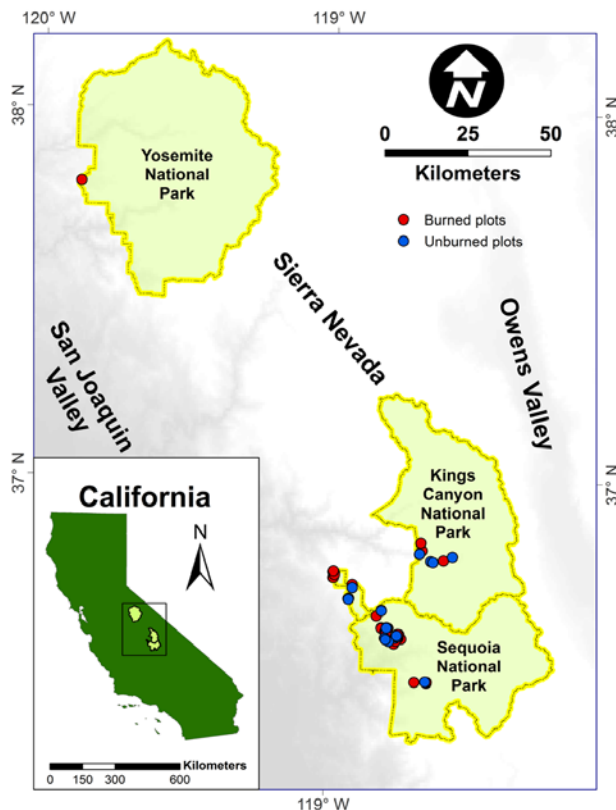 120° W
119° W
38° N
38° N
N
0 25 50
Kilometers
Yosemite
National
Park
Burned plots
Unburned plots
Sierra Nevada
Owens Valley
San Joaquin
Valley
37° N
37° N
Kings
Canyon
National
Park
California
N
Sequoia
National
Park
Kilometers
0 150 300 600
119° W